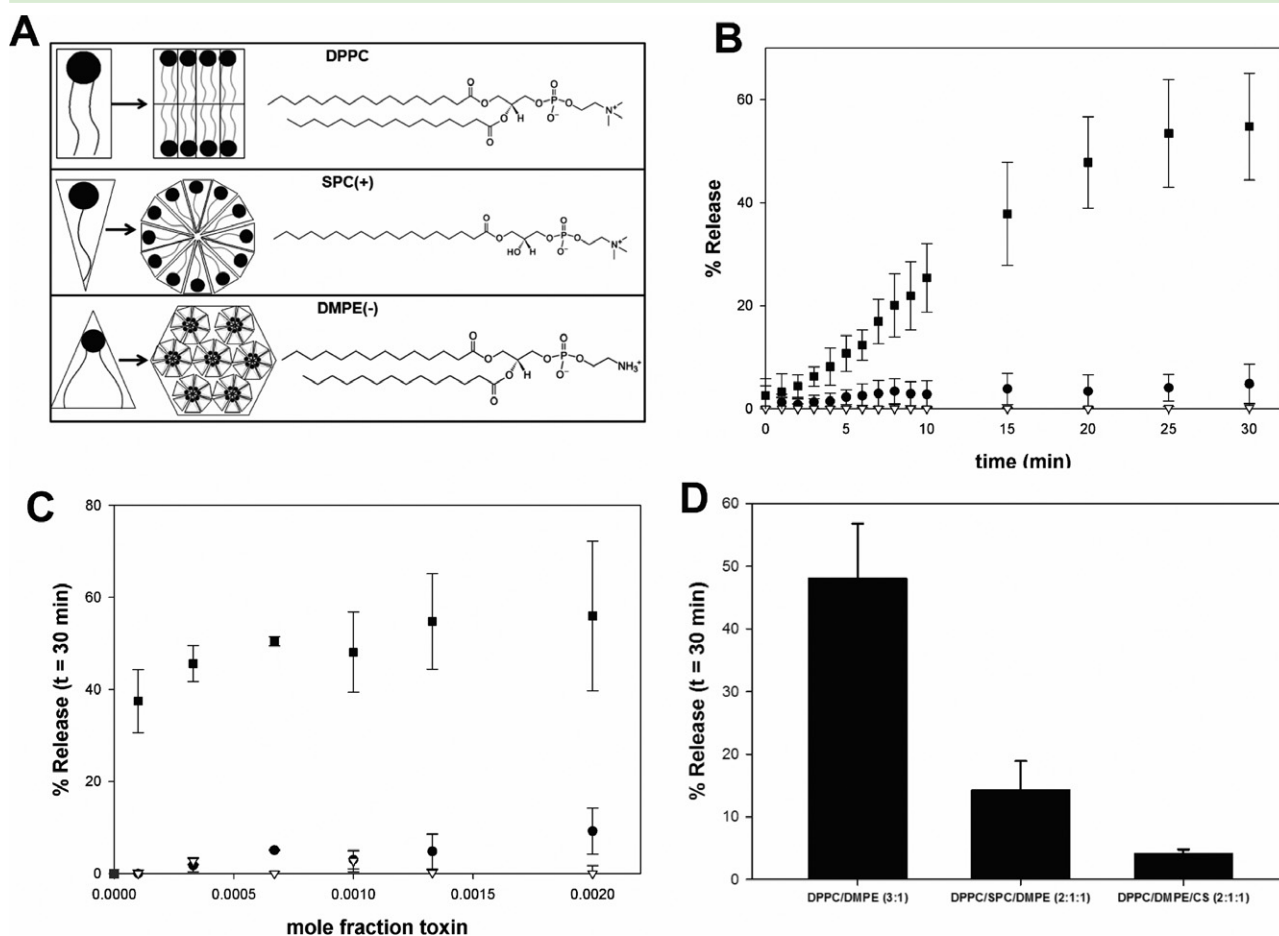 A
DPPC
O
O
O
H
O
O
P
O
O⁻
O
N⁺
SPC(+)
O
O
HO
H
O
O
P
O
O⁻
O
N⁺
DMPE(-)
O
O
O
H
O
O
P
O
O⁻
O
NH₃⁺
B
% Release
60
40
20
0
0
5
10
15
20
25
30
time (min)
C
% Release (t = 30 min)
80
60
40
20
0
0.0000
0.0005
0.0010
0.0015
0.0020
mole fraction toxin
D
% Release (t = 30 min)
60
50
40
30
20
10
0
DPPC/DMPE (3:1)
DPPC/SPC/DMPE (2:1:1)
DPPC/DMPE/CS (2:1:1)